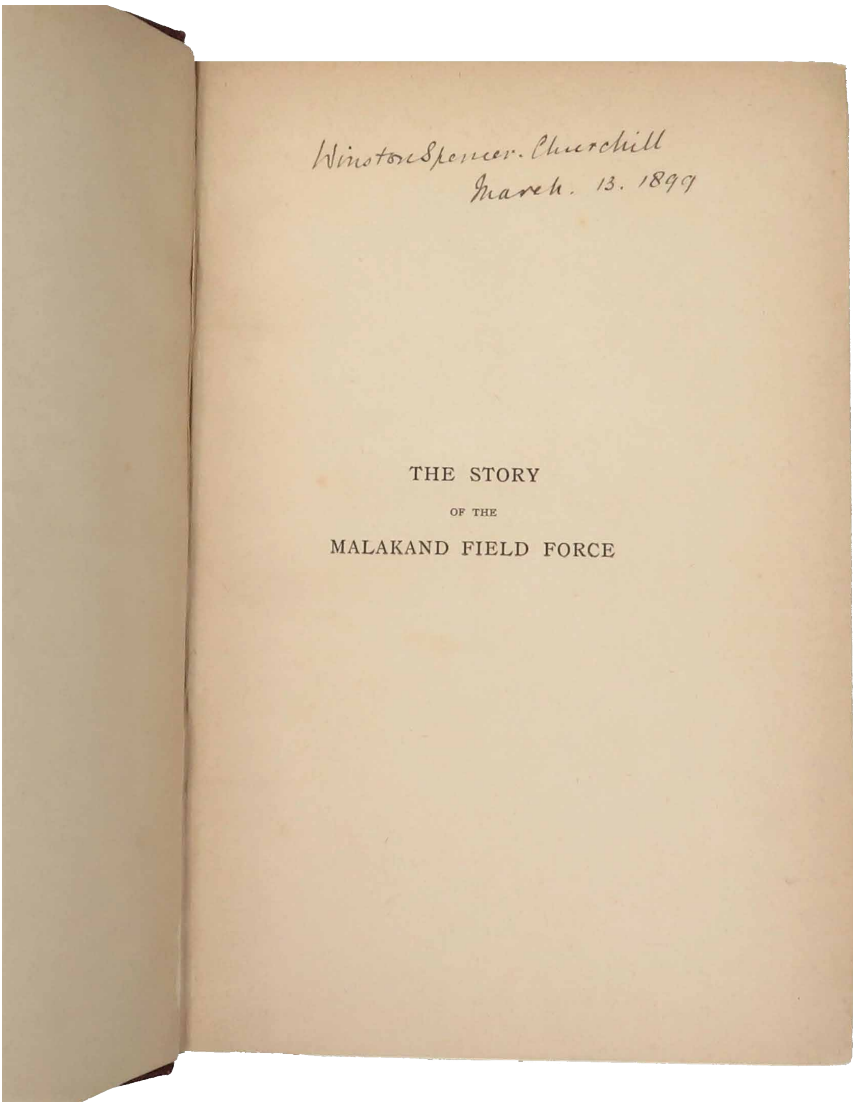 Winston Spencer. Churchill
March. 13. 1899
THE STORY
OF THE
MALAKAND FIELD FORCE